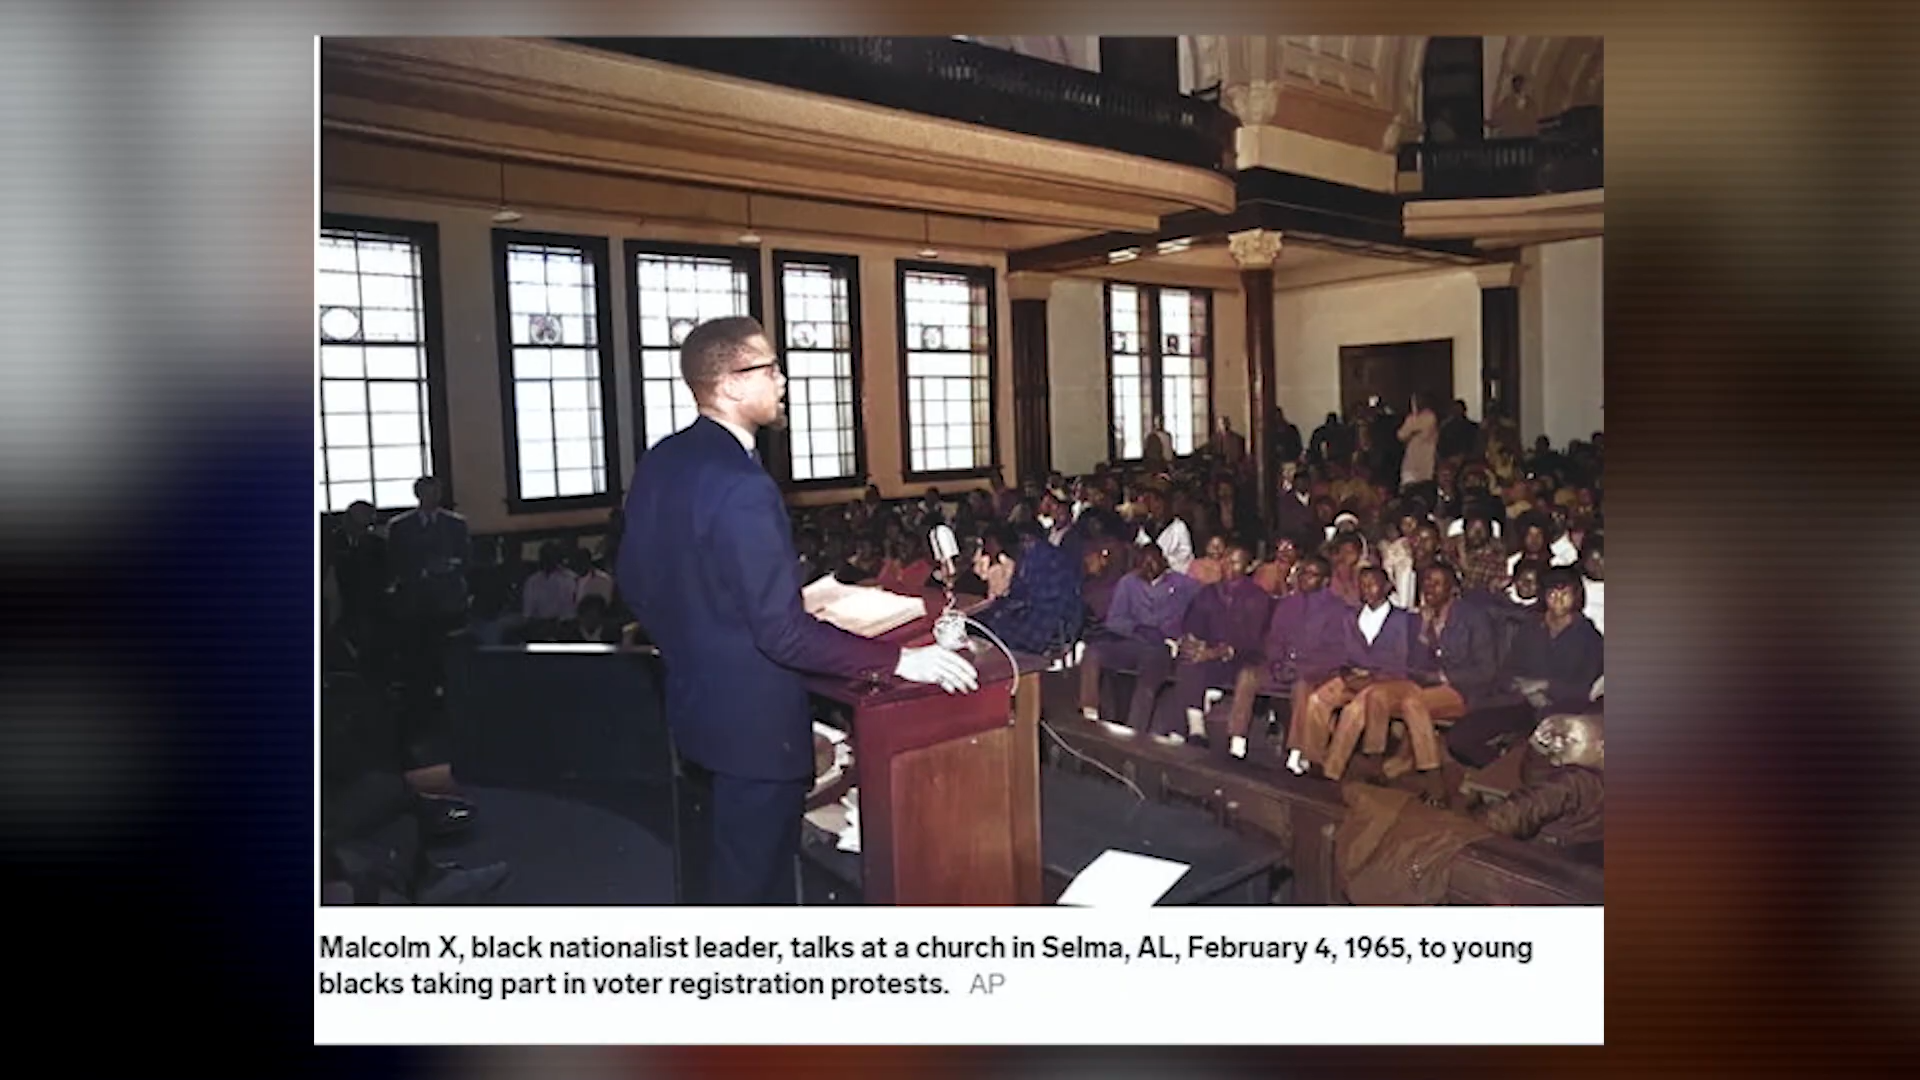 Malcolm X, black nationalist leader, talks at a church in Selma, AL, February 4, 1965, to young
blacks taking part in voter registration protests. AP